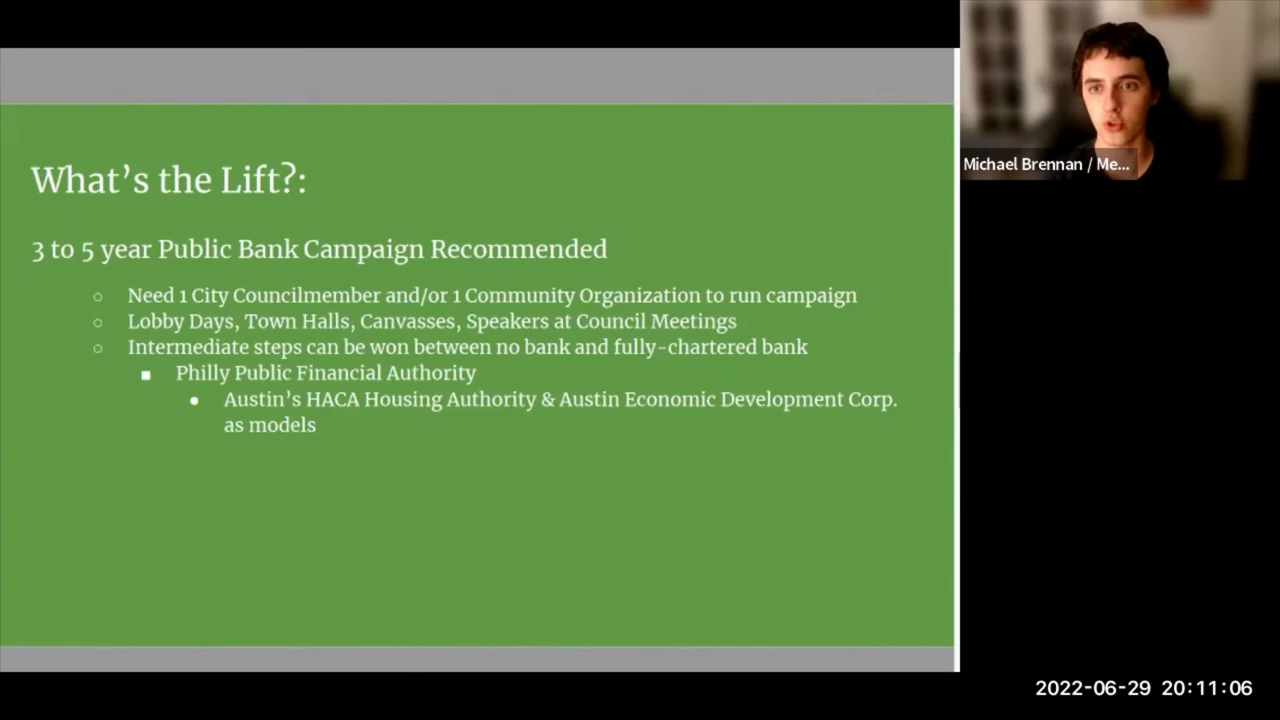 What's the Lift?:
3 to 5 year Public Bank Campaign Recommended
Need 1 City Councilmember and/or 1 Community Organization to run campaign
Lobby Days, Town Halls, Canvasses, Speakers at Council Meetings
Intermediate steps can be won between no bank and fully-chartered bank
Philly Public Financial Authority
Austin's HACA Housing Authority & Austin Economic Development Corp.
as models
Michael Brennan / Me...
2022-06-29 20:11:06